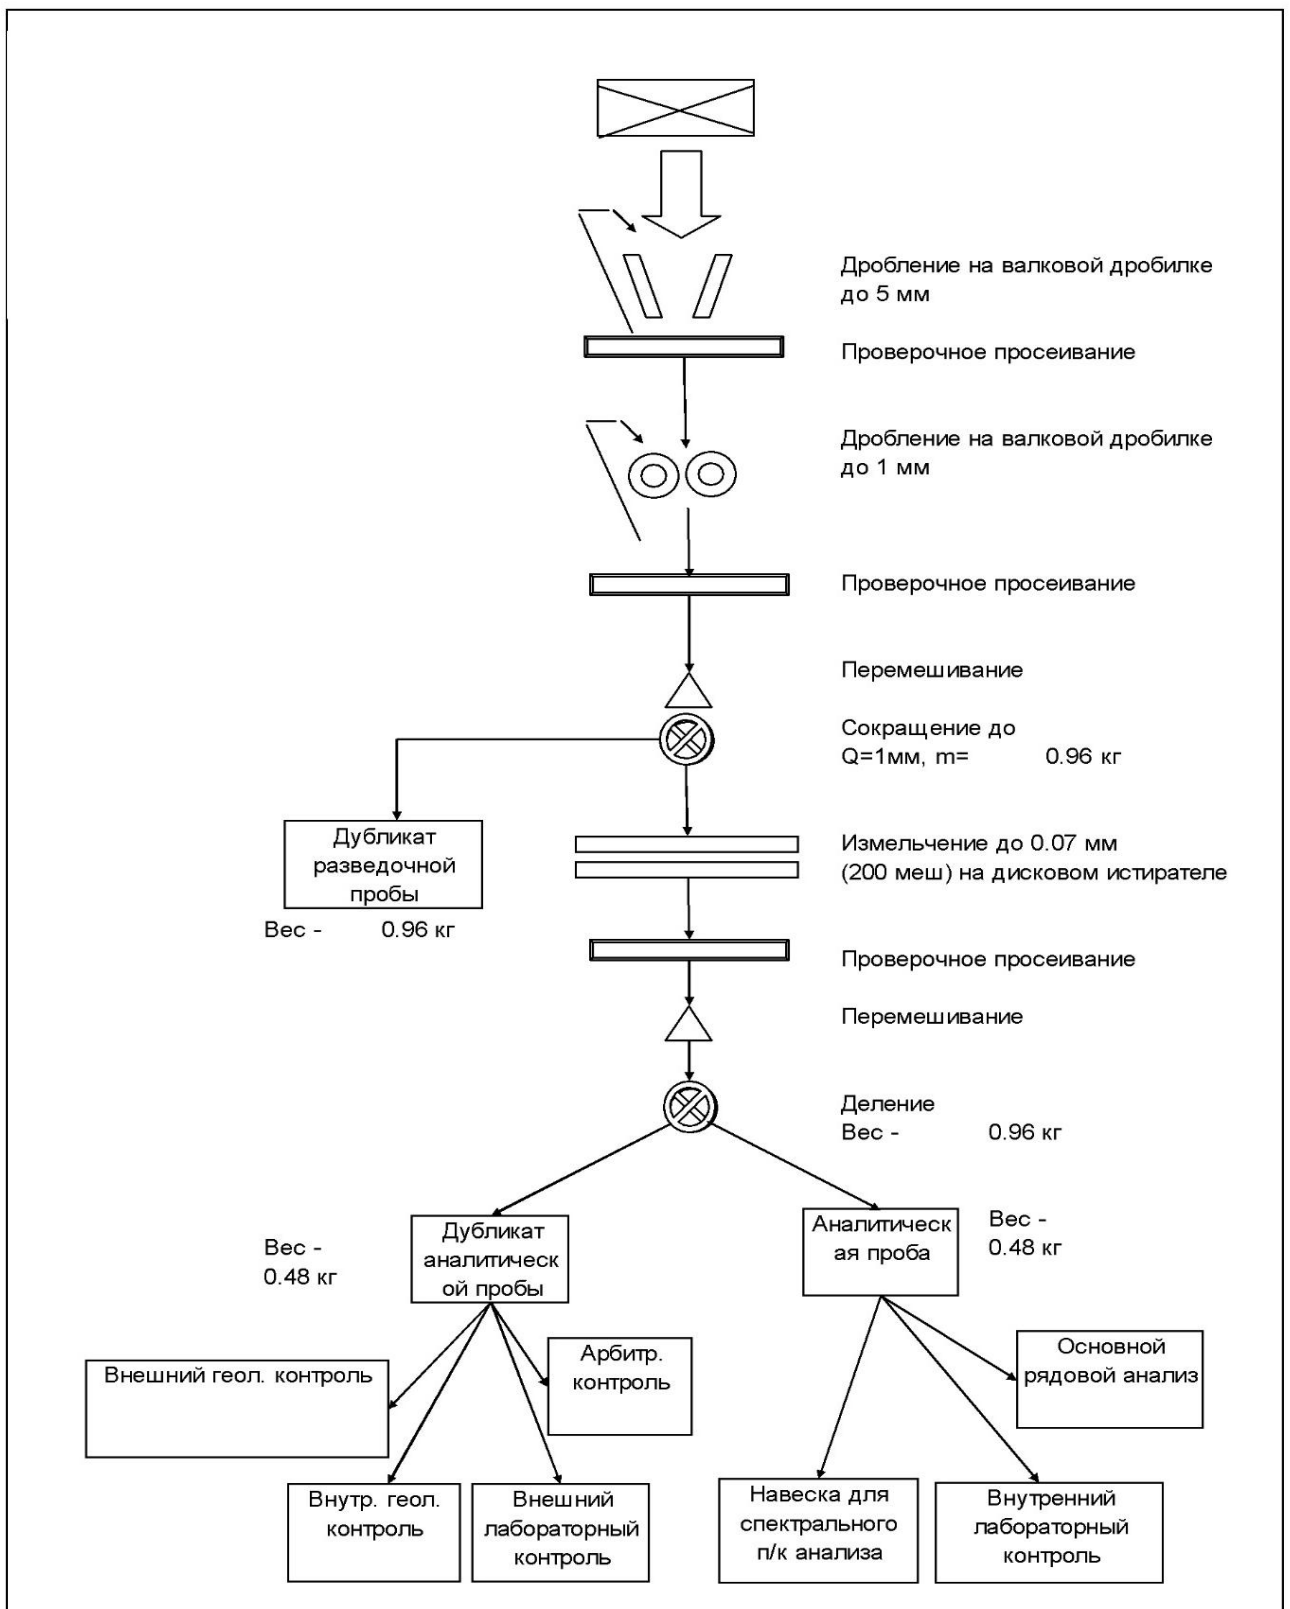 Дробление на валковой дробилке
до 5 мм
Проверочное просеивание
Дробление на валковой дробилке
до 1 мм
Проверочное просеивание
Перемешивание
Сокращение до
Q=1мм, m= 0.96 кг
Дубликат
разведочной
пробы
Вес - 0.96 кг
Измельчение до 0.07 мм
(200 меш) на дисковом истирателе
Проверочное просеивание
Перемешивание
Деление
Вес - 0.96 кг
Вес -
0.48 кг
Дубликат
аналитическ
ой пробы
Аналитическ
ая проба
Вес -
0.48 кг
Внешний геол. контроль
Арбитр.
контроль
Основной
рядовой анализ
Внутр. геол.
контроль
Внешний
лабораторный
контроль
Навеска для
спектрального
п/к анализа
Внутренний
лабораторный
контроль